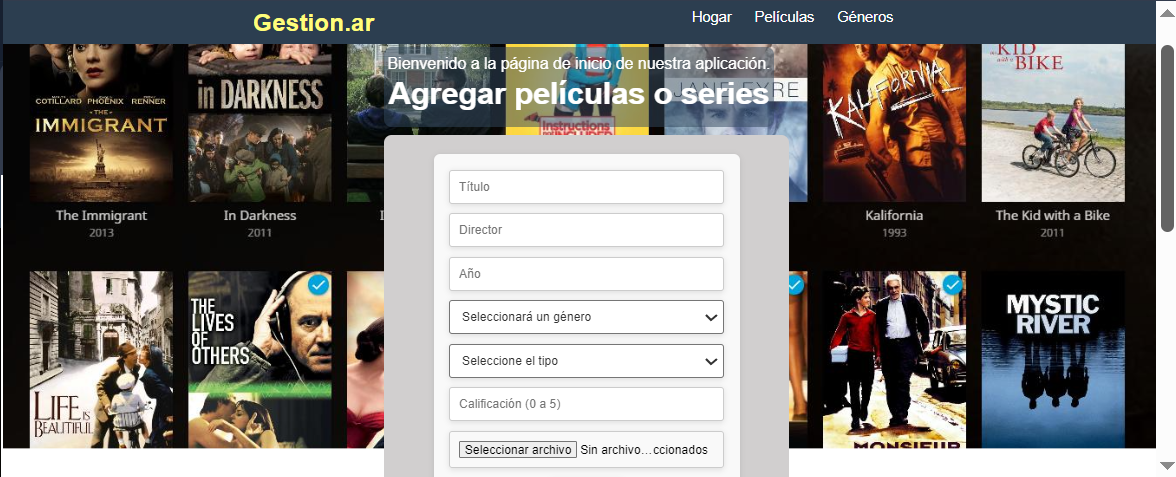 Gestion.ar
Hogar Películas Géneros
Bienvenido a la página de inicio de nuestra aplicación.
Agregar películas o series
COTILLARD PHOENIX RENNER
THE
IMMIGRANT
in DARKNESS
Instructions
INCLUDED
JANE EYRE
KALIFORNIA
KID
with a
BIKE
The Immigrant
2013
In Darkness
2011
Kalifornia
1993
The Kid with a Bike
2011
Título
Director
Año
Seleccionará un género
Seleccione el tipo
Calificación (0 a 5)
Seleccionar archivo Sin archivo...ccionados
LIFE IS
BEAUTIFUL
THE
LIVES
OF
OTHERS
MONSIEUR
MYSTIC
RIVER